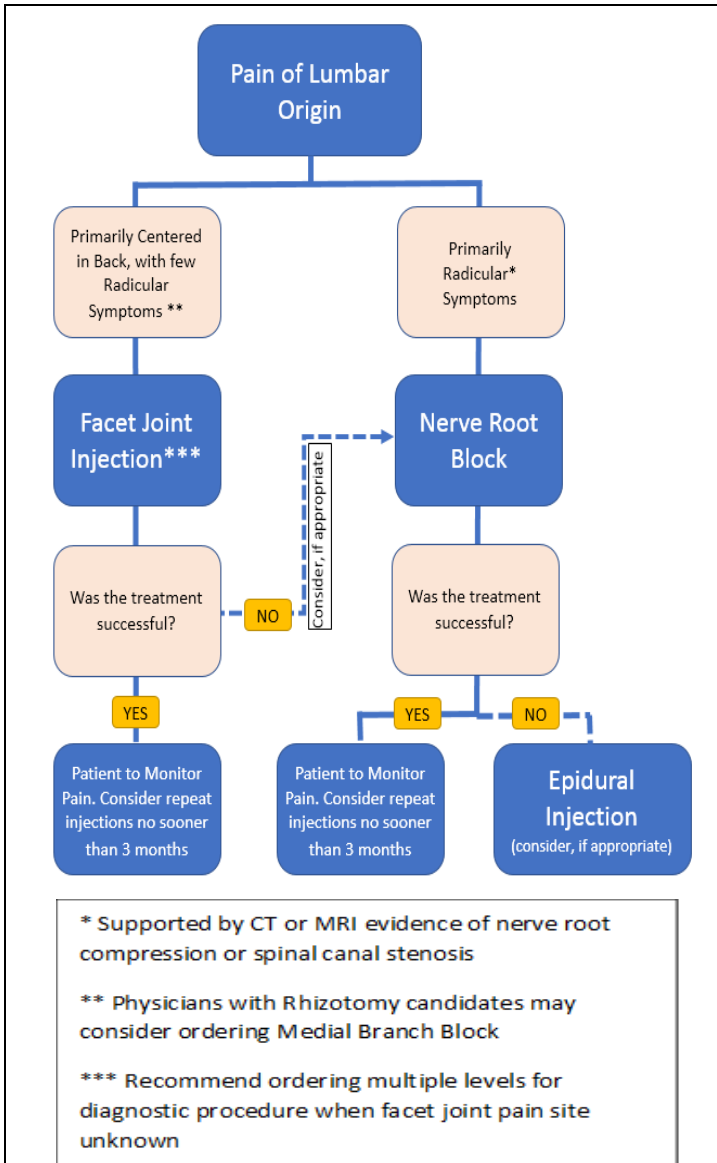 Pain of Lumbar
Origin
Primarily Centered
in Back, with few
Radicular
Symptoms **
Primarily
Radicular*
Symptoms
Facet Joint
Injection***
Nerve Root
Block
Consider, if appropriate
Was the treatment
successful?
NO
Was the treatment
successful?
YES
YES
NO
Patient to Monitor
Pain. Consider repeat
injections no sooner
than 3 months
Patient to Monitor
Pain. Consider repeat
injections no sooner
than 3 months
Epidural
Injection
(consider, if appropriate)
* Supported by CT or MRI evidence of nerve root
compression or spinal canal stenosis
** Physicians with Rhizotomy candidates may
consider ordering Medial Branch Block
*** Recommend ordering multiple levels for
diagnostic procedure when facet joint pain site
unknown